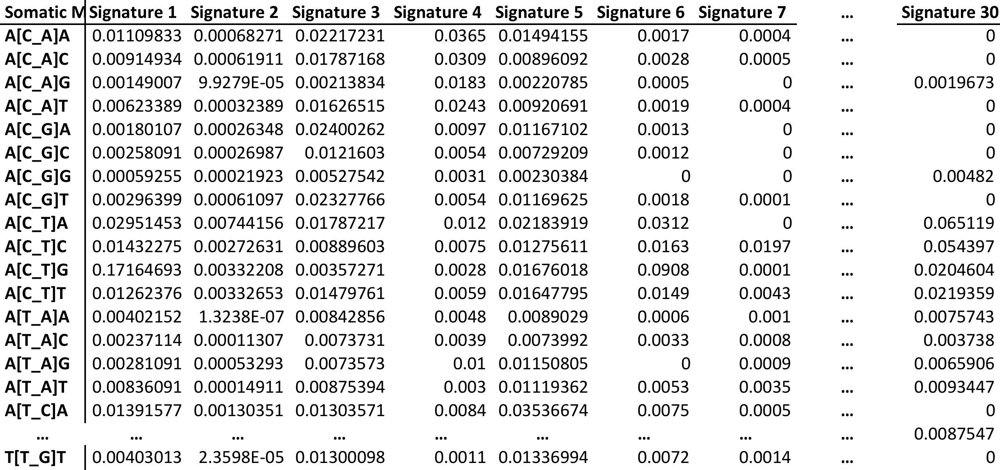 Somatic M Signature 1 Signature 2 Signature 3 Signature 4 Signature 5 Signature 6 Signature 7 ... Signature 30
A[C_A]A 0.01109833 0.00068271 0.02217231 0.0365 0.01494155 0.0017 0.0004 ... 0
A[C_A]C 0.00914934 0.00061911 0.01787168 0.0309 0.00896092 0.0028 0.0005 ... 0
A[C_A]G 0.00149007 9.9279E-05 0.00213834 0.0183 0.00220785 0.0005 0 ... 0.0019673
A[C_A]T 0.00623389 0.00032389 0.01626515 0.0243 0.00920691 0.0019 0.0004 ... 0
A[C_G]A 0.00180107 0.00026348 0.02400262 0.0097 0.01167102 0.0013 0 ... 0
A[C_G]C 0.00258091 0.00026987 0.0121603 0.0054 0.00729209 0.0012 0 ... 0
A[C_G]G 0.00059255 0.00021923 0.00527542 0.0031 0.00230384 0 0 ... 0.00482
A[C_G]T 0.00296399 0.00061097 0.02327766 0.0054 0.01169625 0.0018 0.0001 ... 0
A[C_T]A 0.02951453 0.00744156 0.01787217 0.012 0.02183919 0.0312 0 ... 0.065119
A[C_T]C 0.01432275 0.00272631 0.00889603 0.0075 0.01275611 0.0163 0.0197 ... 0.054397
A[C_T]G 0.17164693 0.00332208 0.00357271 0.0028 0.01676018 0.0908 0.0001 ... 0.0204604
A[C_T]T 0.01262376 0.00332653 0.01479761 0.0059 0.01647795 0.0149 0.0043 ... 0.0219359
A[T_A]A 0.00402152 1.3238E-07 0.00842856 0.0048 0.0089029 0.0006 0.001 ... 0.0075743
A[T_A]C 0.00237114 0.00011307 0.0073731 0.0039 0.0073992 0.0033 0.0008 ... 0.003738
A[T_A]G 0.00281091 0.00053293 0.0073573 0.01 0.01150805 0 0.0009 ... 0.0065906
A[T_A]T 0.00836091 0.00014911 0.00875394 0.003 0.01119362 0.0053 0.0035 ... 0.0093447
A[T_C]A 0.01391577 0.00130351 0.01303571 0.0084 0.03536674 0.0075 0.0005 ... 0
... ... ... ... ... ... ... ... ... 0.0087547
T[T_G]T 0.00403013 2.3598E-05 0.01300098 0.0011 0.01336994 0.0072 0.0014 ... 0